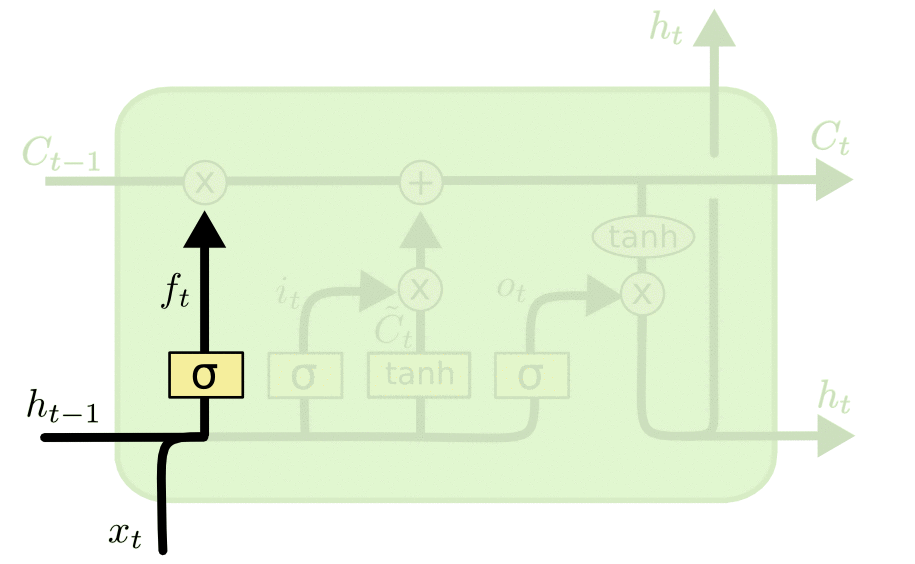 h_t
C_{t-1}
C_t
x
+
tanh
f_t
i_t
x
o_t
x
\tilde{C}_t
σ
σ
tanh
σ
h_{t-1}
h_t
x_t